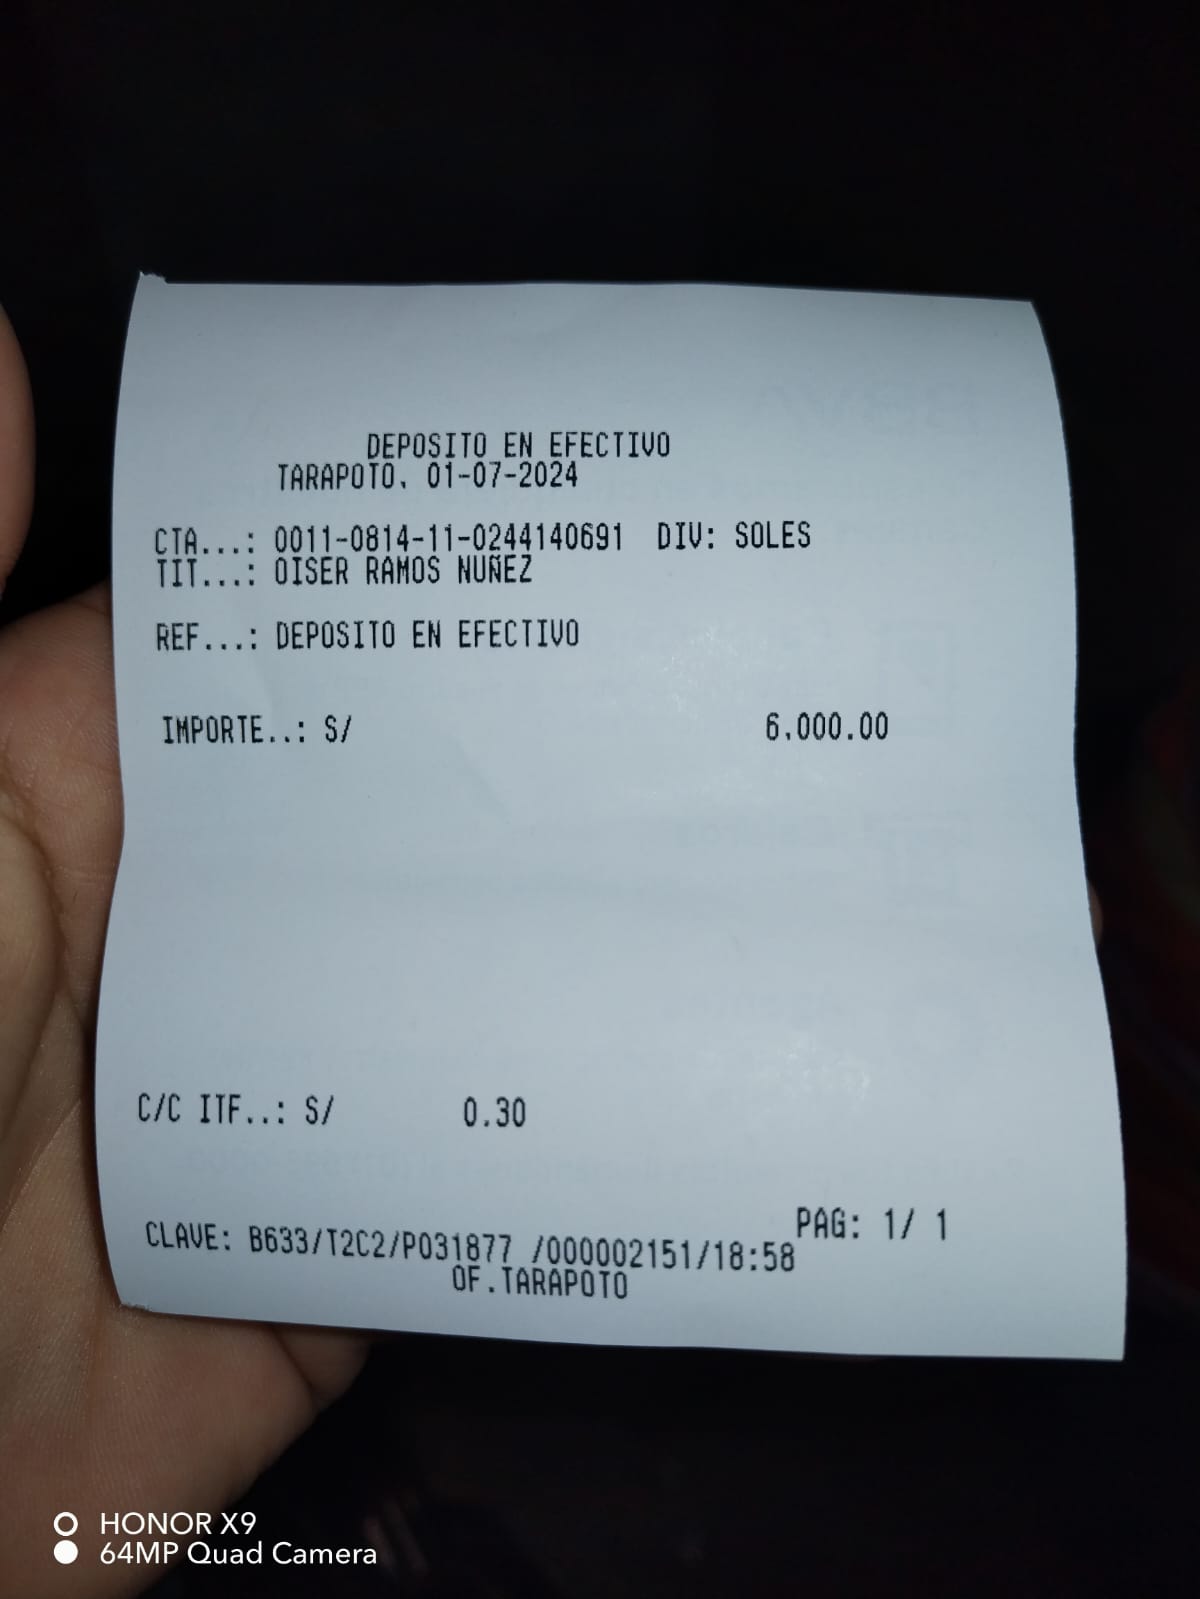 DEPOSITO EN EFECTIVO
TARAPOTO, 01-07-2024
CTA...: 0011-0814-11-0244140691 DIV: SOLES
TIT...: OISER RAMOS NUÑEZ
REF...: DEPOSITO EN EFECTIVO
IMPORTE..: S/ 6,000.00
C/C ITF..: S/ 0.30
PAG: 1/ 1
CLAVE: B633/T2C2/P031877 /000002151/18:58
OF.TARAPOTO
HONOR X9
64MP Quad Camera